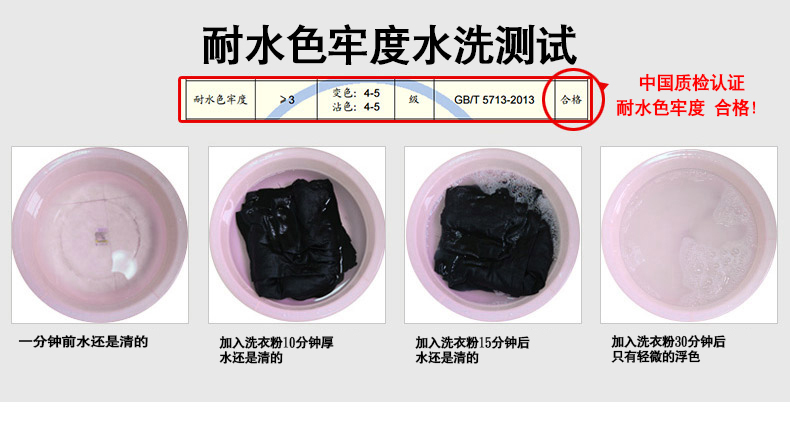 耐水色牢度水洗测试
耐水色牢度
≥3
变色：4-5
沾色：4-5
级
GB/T 5713-2013
合格
中国质检认证
耐水色牢度 合格!
一分钟前水还是清的
加入洗衣粉10分钟厚
水还是清的
加入洗衣粉15分钟后
水还是清的
加入洗衣粉30分钟后
只有轻微的浮色